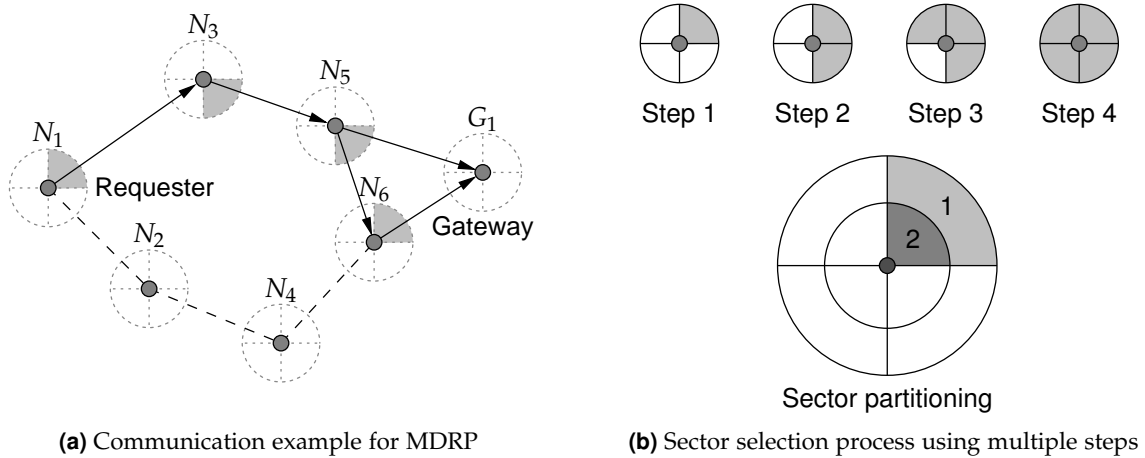 N3
N5
G1
N1
Requester
N6
Gateway
N2
N4
(a) Communication example for MDRP
Step 1 Step 2 Step 3 Step 4
1
2
Sector partitioning
(b) Sector selection process using multiple steps